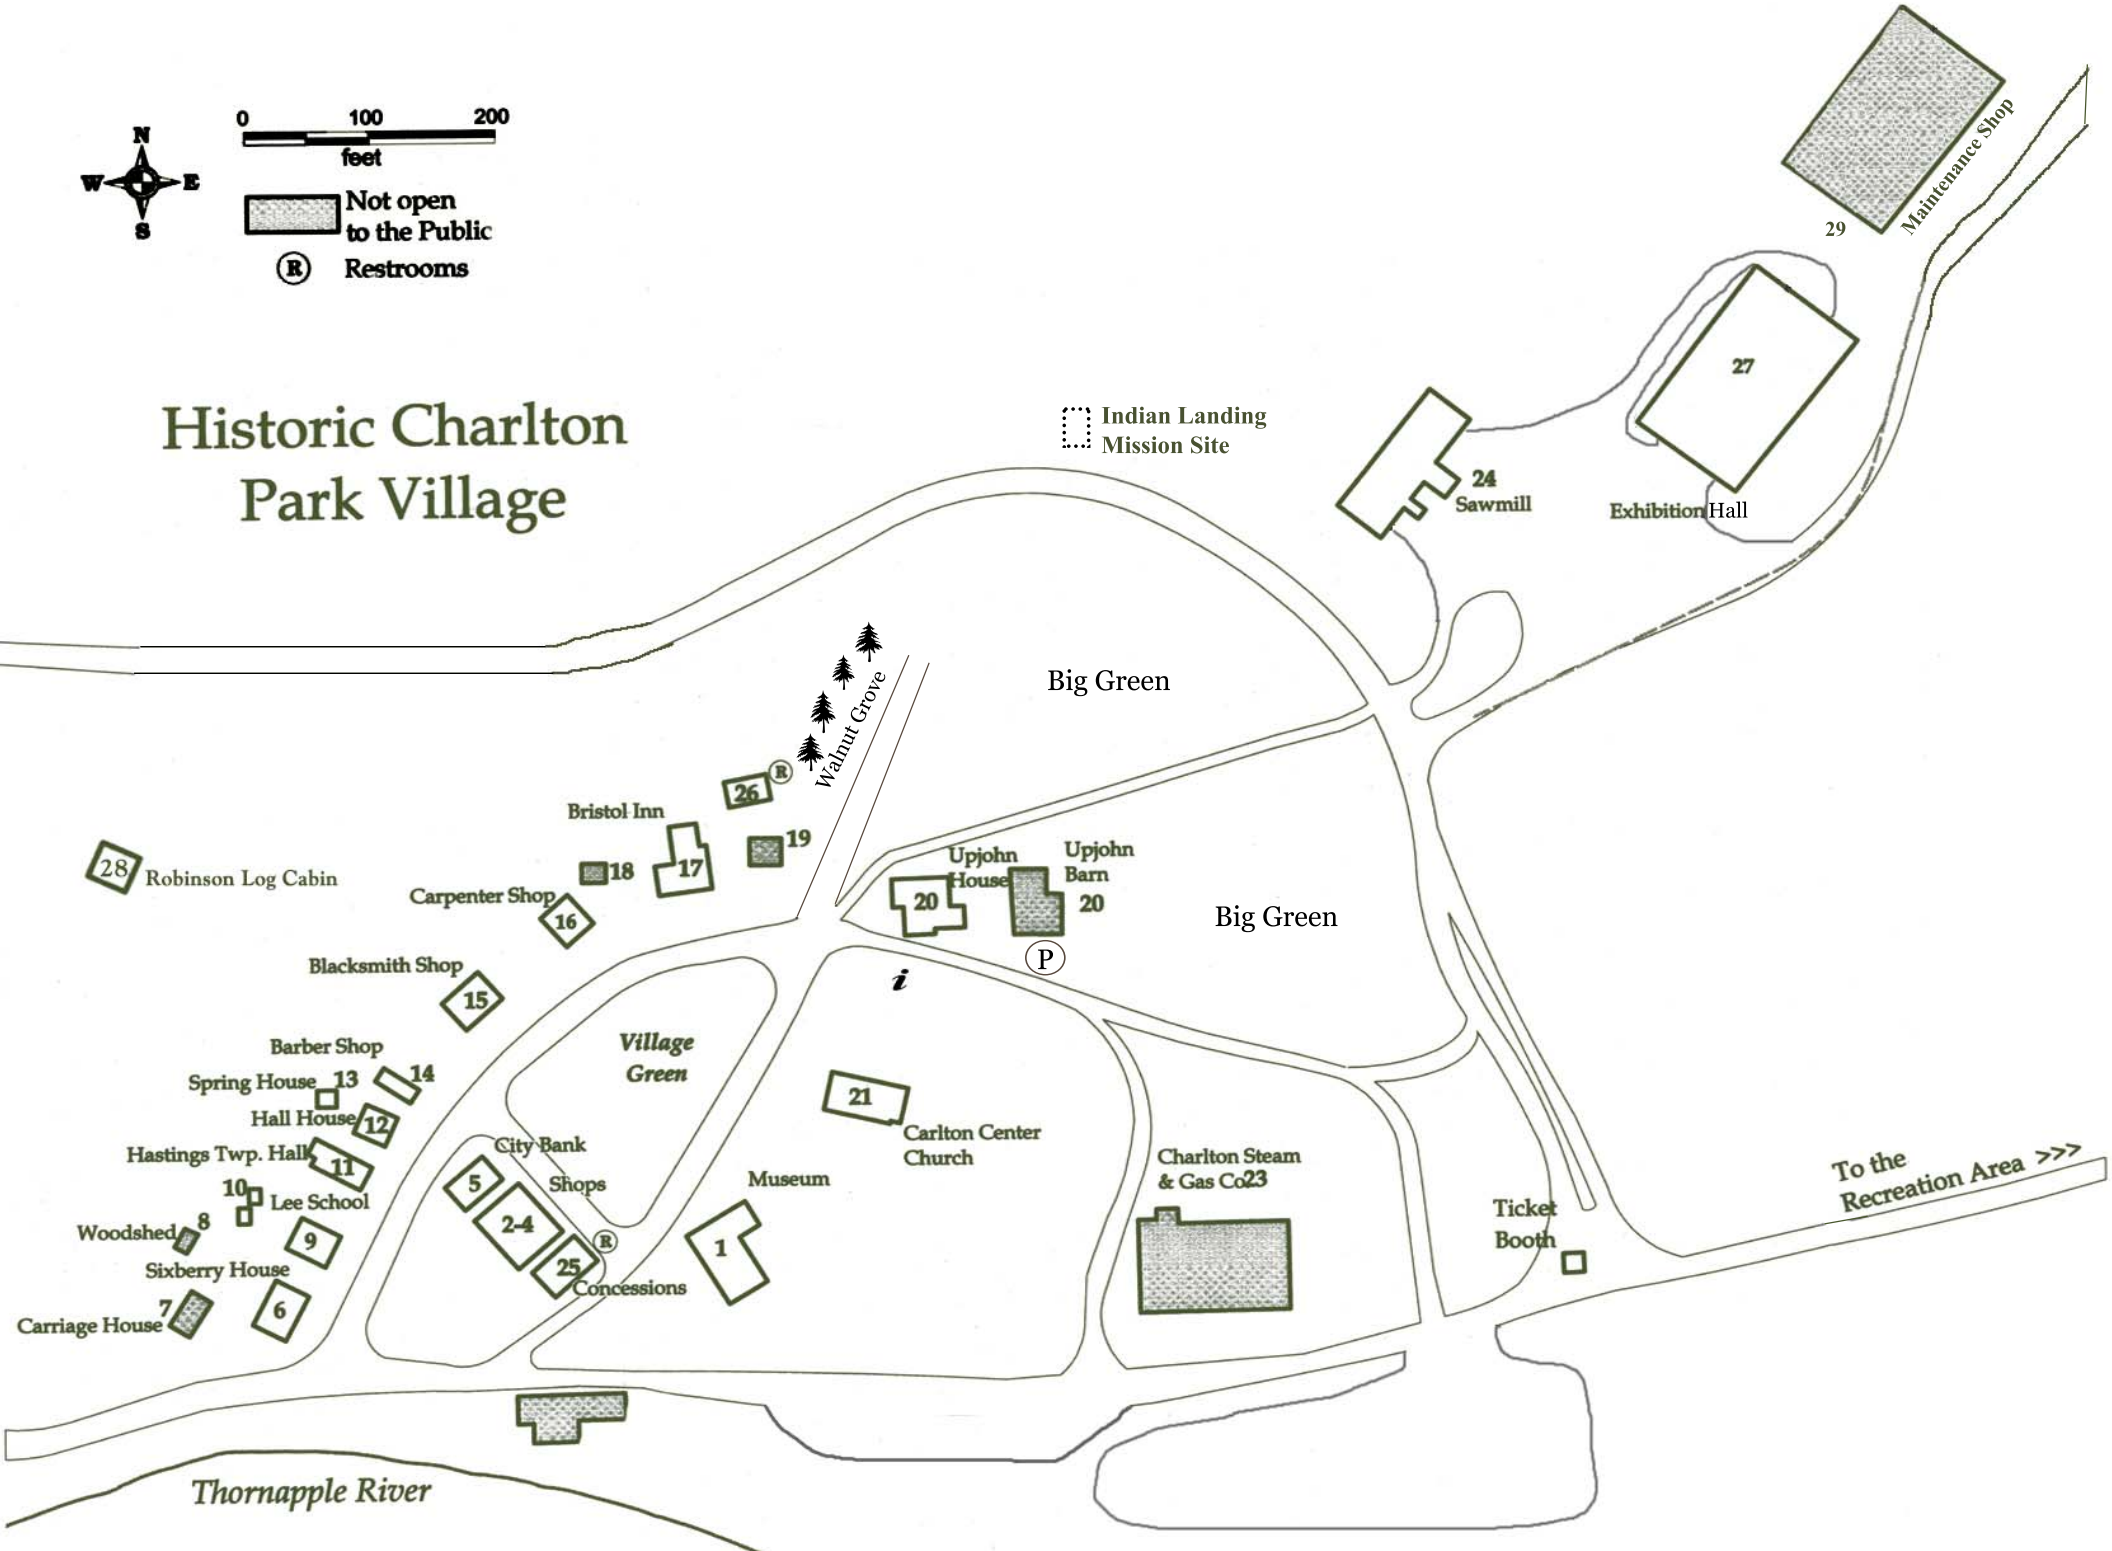 N
W E
S
0 100 200
feet
Not open
to the Public
R Restrooms
Historic Charlton
Park Village
29
Maintenance Shop
27
Exhibition Hall
Indian Landing
Mission Site
24
Sawmill
Big Green
Walnut Grove
R
26
Bristol Inn
19
17
18
28
Robinson Log Cabin
Carpenter Shop
16
Upjohn
House
20
Upjohn
Barn
20
P
Big Green
i
Blacksmith Shop
15
Village
Green
Barber Shop
14
Spring House 13
Hall House 12
Hastings Twp. Hall 11
10
Lee School
9
Woodshed 8
Sixberry House
6
7
Carriage House
City Bank
5
Shops
2-4
R
25
Concessions
Museum
1
21
Carlton Center
Church
Charlton Steam
& Gas Co23
Ticket
Booth
To the
Recreation Area >>>
Thornapple River